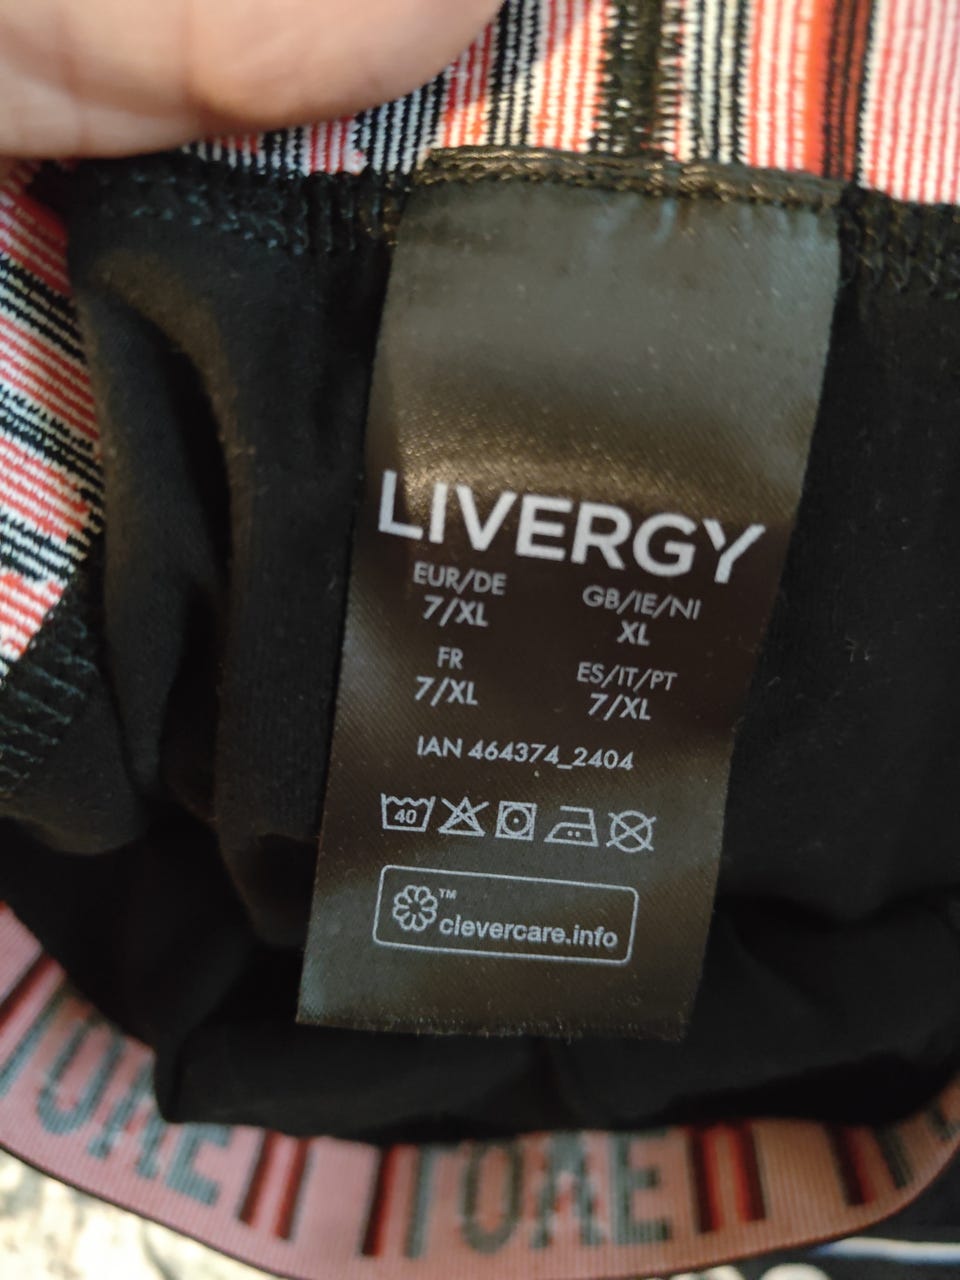 LIVERGY
EUR/DE
7/XL
GB/IE/NI
XL
FR
7/XL
ES/IT/PT
7/XL
IAN 464374_2404
40
™
clevercare.info